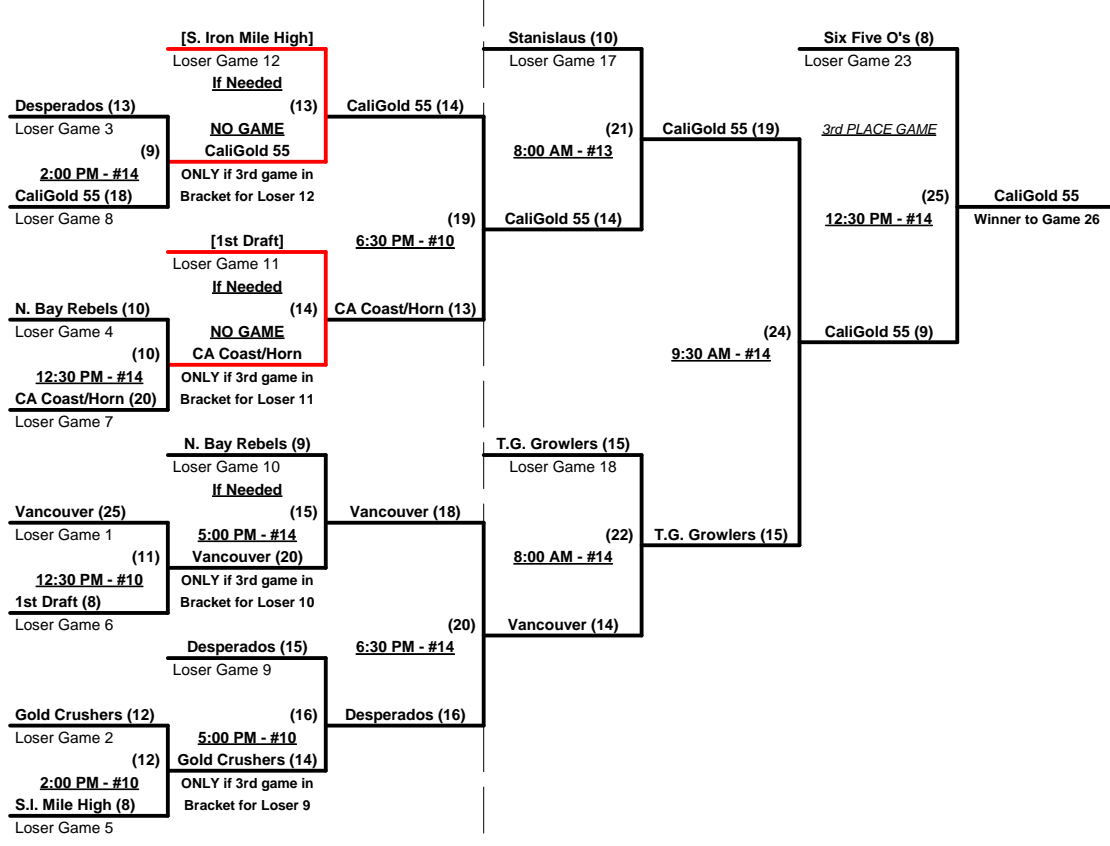 [S. Iron Mile High]
Loser Game 12
If Needed
(13)
NO GAME
CaliGold 55
ONLY if 3rd game in
Bracket for Loser 12
Desperados (13)
Loser Game 3
(9)
2:00 PM - #14
CaliGold 55 (18)
Loser Game 8
CaliGold 55 (14)
(19)
6:30 PM - #10
[1st Draft]
Loser Game 11
If Needed
(14)
NO GAME
CA Coast/Horn
ONLY if 3rd game in
Bracket for Loser 11
N. Bay Rebels (10)
Loser Game 4
(10)
12:30 PM - #14
CA Coast/Horn (20)
Loser Game 7
CA Coast/Horn (13)
N. Bay Rebels (9)
Loser Game 10
If Needed
(15)
5:00 PM - #14
Vancouver (20)
ONLY if 3rd game in
Bracket for Loser 10
Vancouver (25)
Loser Game 1
(11)
12:30 PM - #10
1st Draft (8)
Loser Game 6
Vancouver (18)
(20)
6:30 PM - #14
Desperados (15)
Loser Game 9
(16)
5:00 PM - #10
Gold Crushers (14)
ONLY if 3rd game in
Bracket for Loser 9
Gold Crushers (12)
Loser Game 2
(12)
2:00 PM - #10
S.I. Mile High (8)
Loser Game 5
Desperados (16)
Stanislaus (10)
Loser Game 17
(21)
8:00 AM - #13
CaliGold 55 (14)
CaliGold 55 (19)
(24)
9:30 AM - #14
T.G. Growlers (15)
Loser Game 18
(22)
8:00 AM - #14
Vancouver (14)
T.G. Growlers (15)
Six Five O's (8)
Loser Game 23
3rd PLACE GAME
(25)
12:30 PM - #14
CaliGold 55 (9)
CaliGold 55
Winner to Game 26